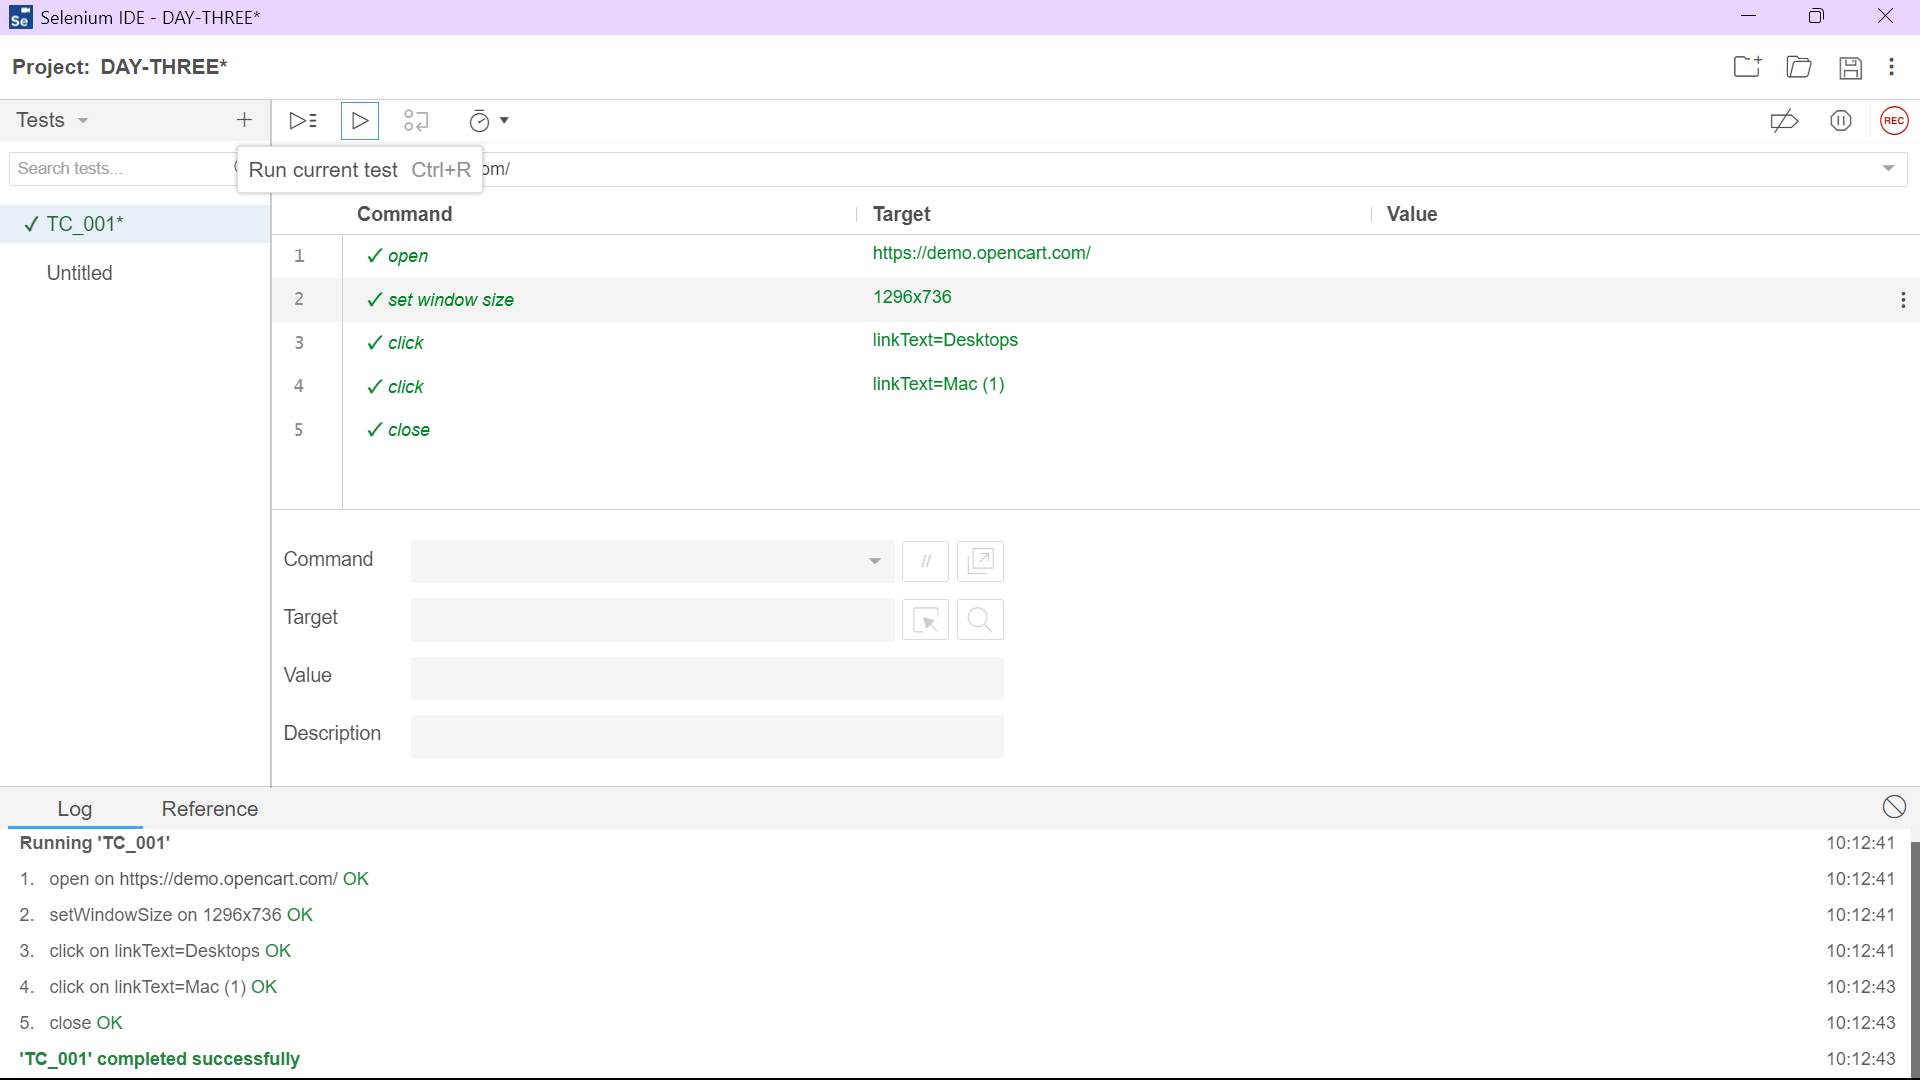 Selenium IDE - DAY-THREE*
Project: DAY-THREE*
Tests
REC
Search tests...
Run current test Ctrl+R
om/
✓ TC_001*
Untitled
Command Target Value
1 ✓ open https://demo.opencart.com/
2 ✓ set window size 1296x736
3 ✓ click linkText=Desktops
4 ✓ click linkText=Mac (1)
5 ✓ close
Command //
Target
Value
Description
Log Reference
Running 'TC_001' 10:12:41
1. open on https://demo.opencart.com/ OK 10:12:41
2. setWindowSize on 1296x736 OK 10:12:41
3. click on linkText=Desktops OK 10:12:41
4. click on linkText=Mac (1) OK 10:12:43
5. close OK 10:12:43
'TC_001' completed successfully 10:12:43